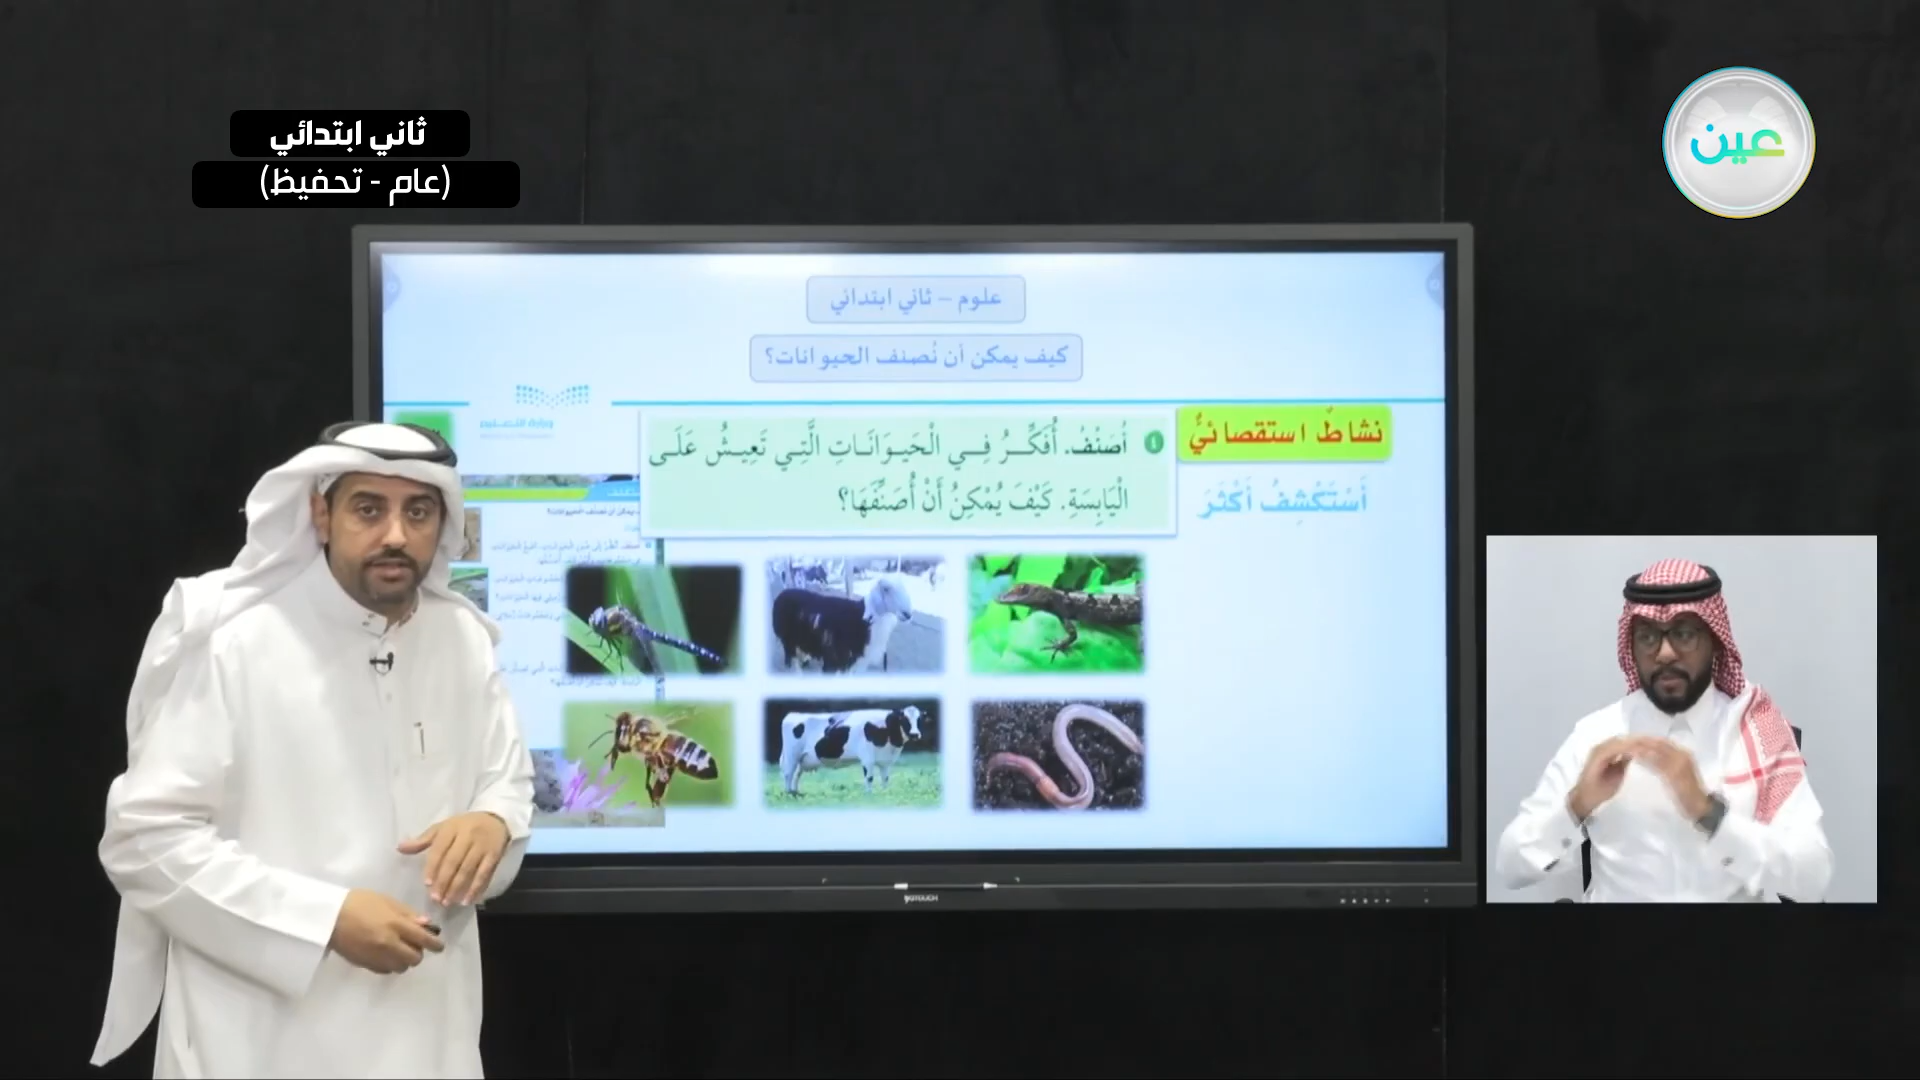 ثاني ابتدائي
(عام - تحفيظ)
عين
علوم – ثاني ابتدائي
كيف يمكن أن نُصنف الحيوانات؟
وزارة التعليم
نشاطٌ استقصائيٌّ
أَسْتَكْشِفُ أَكْثَرَ
٤ أُصَنِّفُ. أُفَكِّرُ فِي الْحَيَوَانَاتِ الَّتِي تَعِيشُ عَلَى
الْيَابِسَةِ. كَيْفَ يُمْكِنُ أَنْ أُصَنِّفَهَا؟